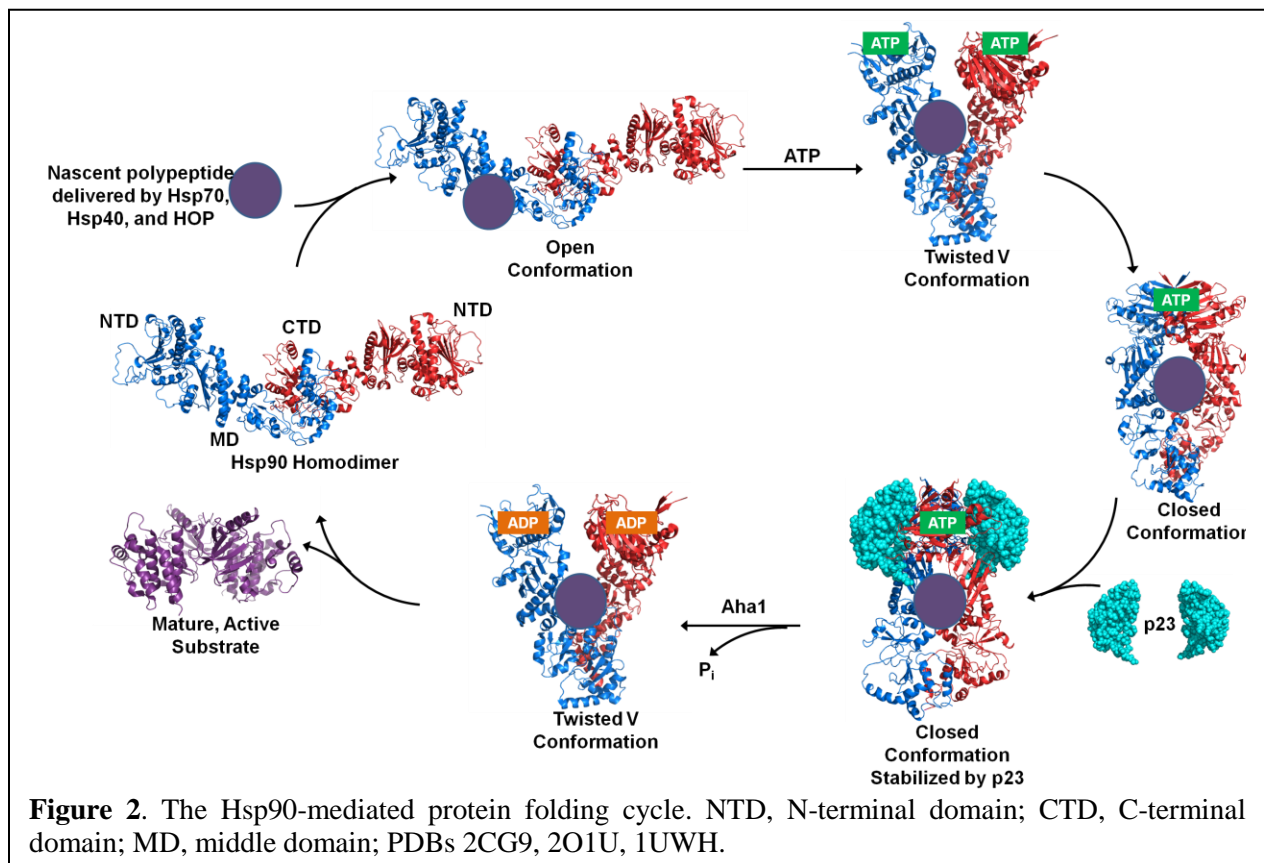 ATP
ATP
Nascent polypeptide
delivered by Hsp70,
Hsp40, and HOP
Open
Conformation
ATP
Twisted V
Conformation
NTD
CTD
NTD
MD
Hsp90 Homodimer
ATP
Closed
Conformation
p23
ATP
Closed
Conformation
Stabilized by p23
Aha1
Pi
ADP
ADP
Twisted V
Conformation
Mature, Active
Substrate
Figure 2. The Hsp90-mediated protein folding cycle. NTD, N-terminal domain; CTD, C-terminal
domain; MD, middle domain; PDBs 2CG9, 2O1U, 1UWH.